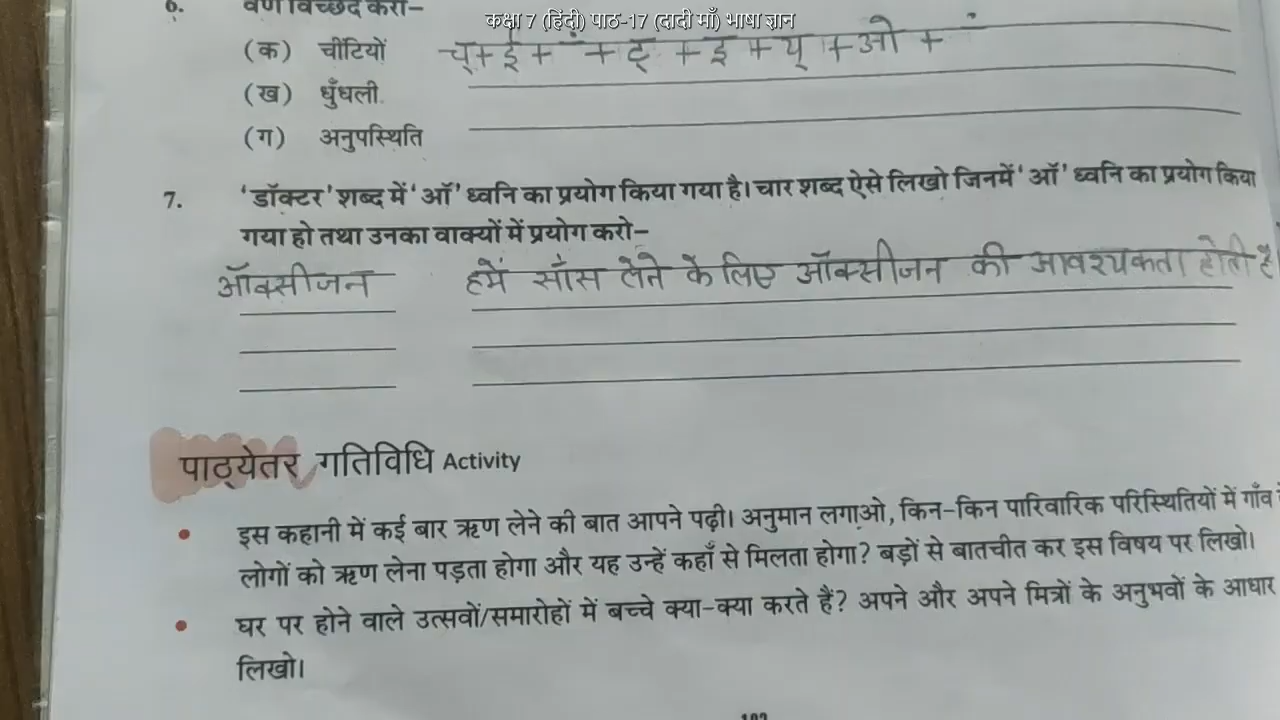 कक्षा 7 (हिंदी) पाठ-17 (दादी माँ) भाषा ज्ञान
6. वर्ण विच्छेद करो–
(क) चींटियों च्+ई+ ं +ट् +इ +य् +ओ + ं
(ख) धुँधली
(ग) अनुपस्थिति
7. 'डॉक्टर' शब्द में 'ऑ' ध्वनि का प्रयोग किया गया है। चार शब्द ऐसे लिखो जिनमें 'ऑ' ध्वनि का प्रयोग किया
गया हो तथा उनका वाक्यों में प्रयोग करो–
ऑक्सीजन हमें साँस लेने के लिए ऑक्सीजन की आवश्यकता होती है
पाठ्येतर गतिविधि Activity
• इस कहानी में कई बार ऋण लेने की बात आपने पढ़ी। अनुमान लगाओ, किन-किन पारिवारिक परिस्थितियों में गाँव
लोगों को ऋण लेना पड़ता होगा और यह उन्हें कहाँ से मिलता होगा? बड़ों से बातचीत कर इस विषय पर लिखो।
• घर पर होने वाले उत्सवों/समारोहों में बच्चे क्या-क्या करते हैं? अपने और अपने मित्रों के अनुभवों के आधार
लिखो।